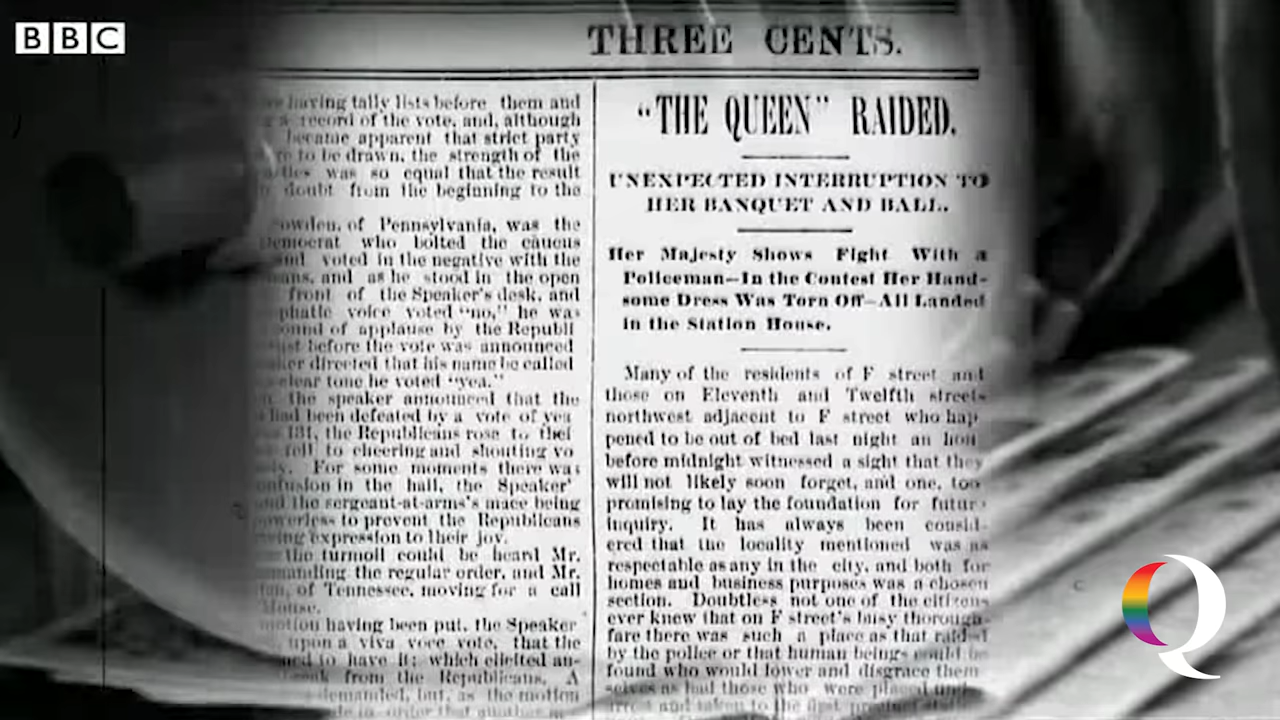 BBC
THREE CENTS.
having tally lists before them and
record of the vote, and, although
became apparent that strict party
to be drawn, the strength of the
was so equal that the result
doubt from the beginning to the
of Pennsylvania, was the
who bolted the caucus
voted in the negative with the
and as he stood in the open
front of the Speaker's desk, and
voice voted "no," he was
of applause by the Republi
before the vote was announced
directed that his name be called
clear tone he voted "yea."
the speaker announced that the
had been defeated by a vote of yea
131, the Republicans rose to thei
fell to cheering and shouting vo
For some moments there was
in the hall, the Speaker'
the sergeant-at-arms's mace being
to prevent the Republicans
expression to their joy.
the turmoil could be heard Mr.
the regular order, and Mr.
of Tennessee, moving for a call
House.
having been put, the Speaker
upon a viva voce vote, that the
to have it; which elicited an-
from the Republicans. A
demanded, but, as the motion
"THE QUEEN" RAIDED.
UNEXPECTED INTERRUPTION TO
HER BANQUET AND BALL.
Her Majesty Shows Fight With a
Policeman—In the Contest Her Hand-
some Dress Was Torn Off—All Landed
in the Station House.
Many of the residents of F street and
those on Eleventh and Twelfth streets
northwest adjacent to F street who hap
pened to be out of bed last night an hou
before midnight witnessed a sight that they
will not likely soon forget, and one, too
promising to lay the foundation for futur
inquiry. It has always been consid-
ered that the locality mentioned was as
respectable as any in the city, and both for
homes and business purposes was a chosen
section. Doubtless not one of the citizens
ever knew that on F street's busy thorough-
fare there was such a place as that raided
by the police or that human beings could be
found who would lower and disgrace them
selves as had those who were placed
and taken to the first
Q